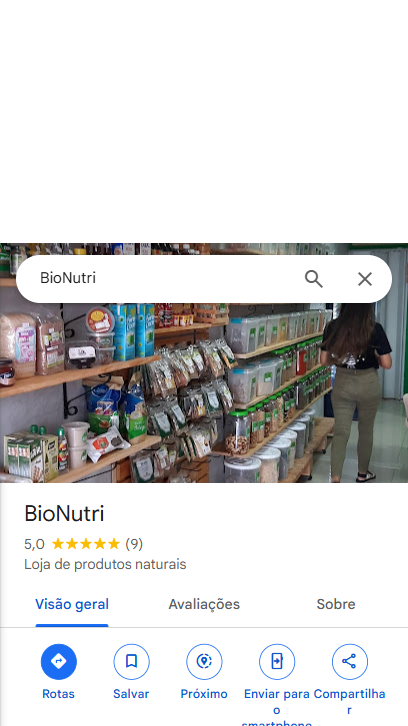 BioNutri
BioNutri
5,0 ★★★★★ (9)
Loja de produtos naturais
Visão geral Avaliações Sobre
Rotas Salvar Próximo Enviar para o smartphone Compartilhar